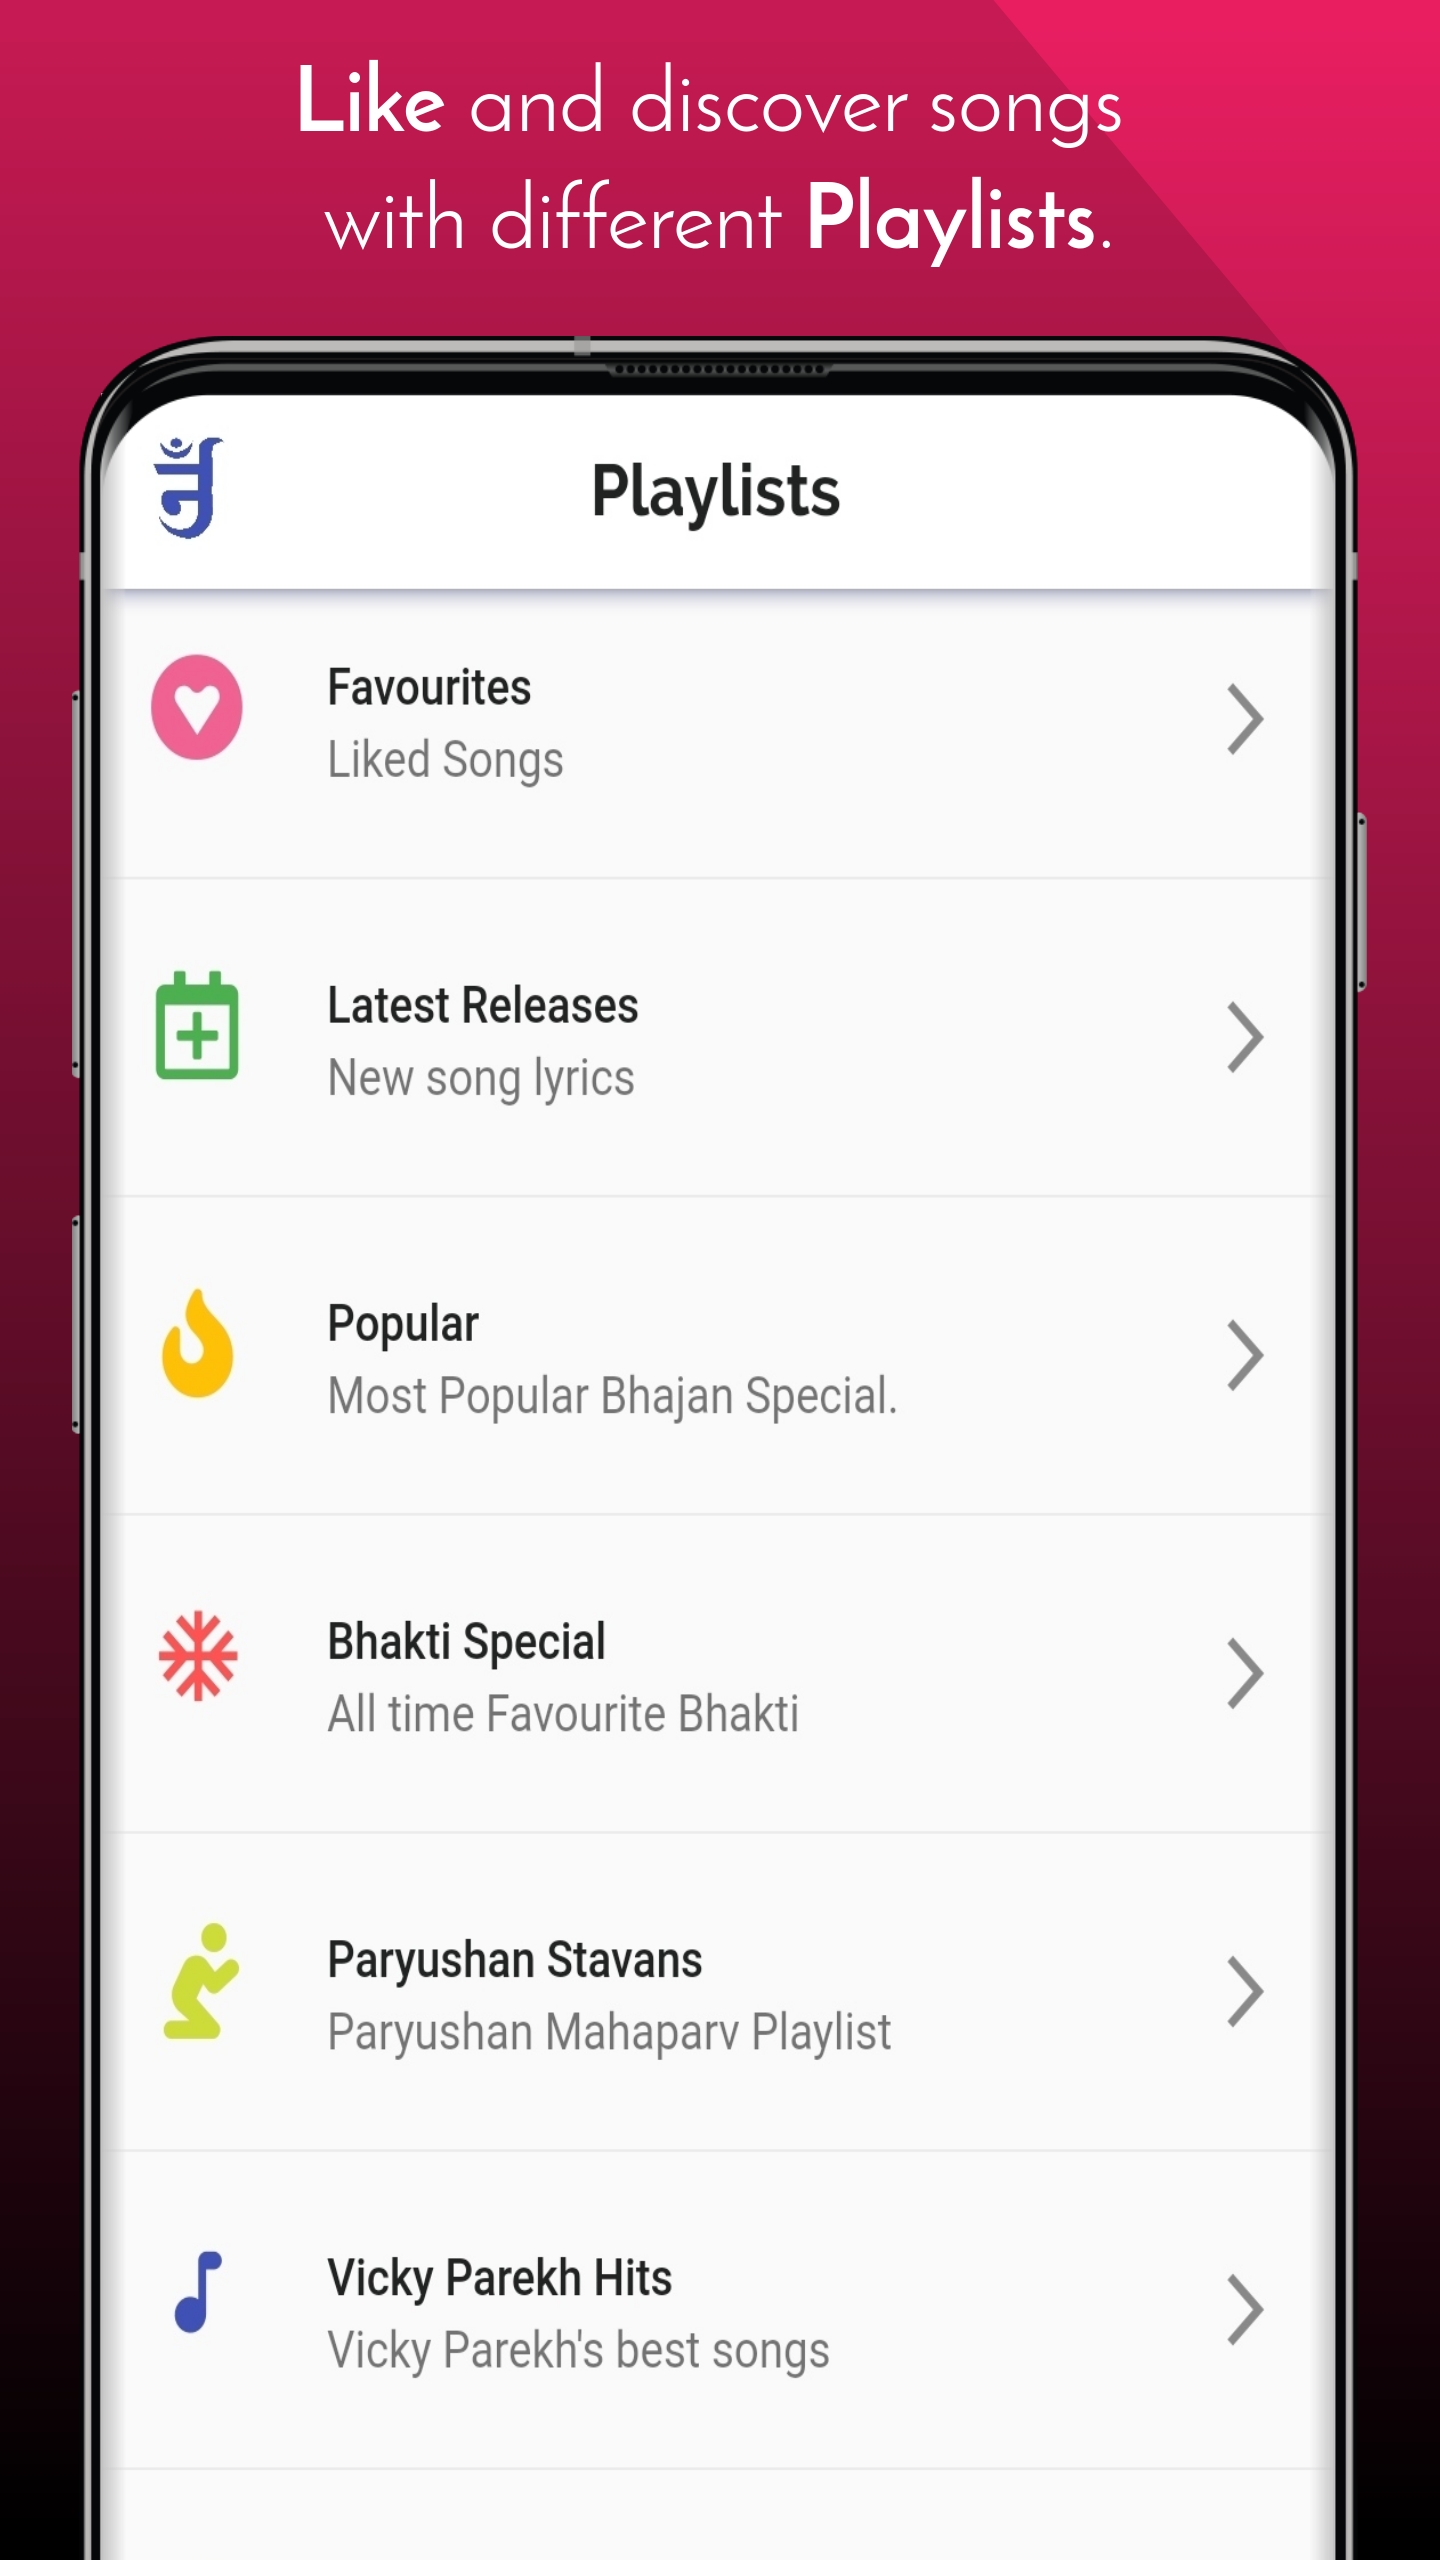 Like and discover songs
with different Playlists.
Playlists
Favourites
Liked Songs
Latest Releases
New song lyrics
Popular
Most Popular Bhajan Special.
Bhakti Special
All time Favourite Bhakti
Paryushan Stavans
Paryushan Mahaparv Playlist
Vicky Parekh Hits
Vicky Parekh's best songs